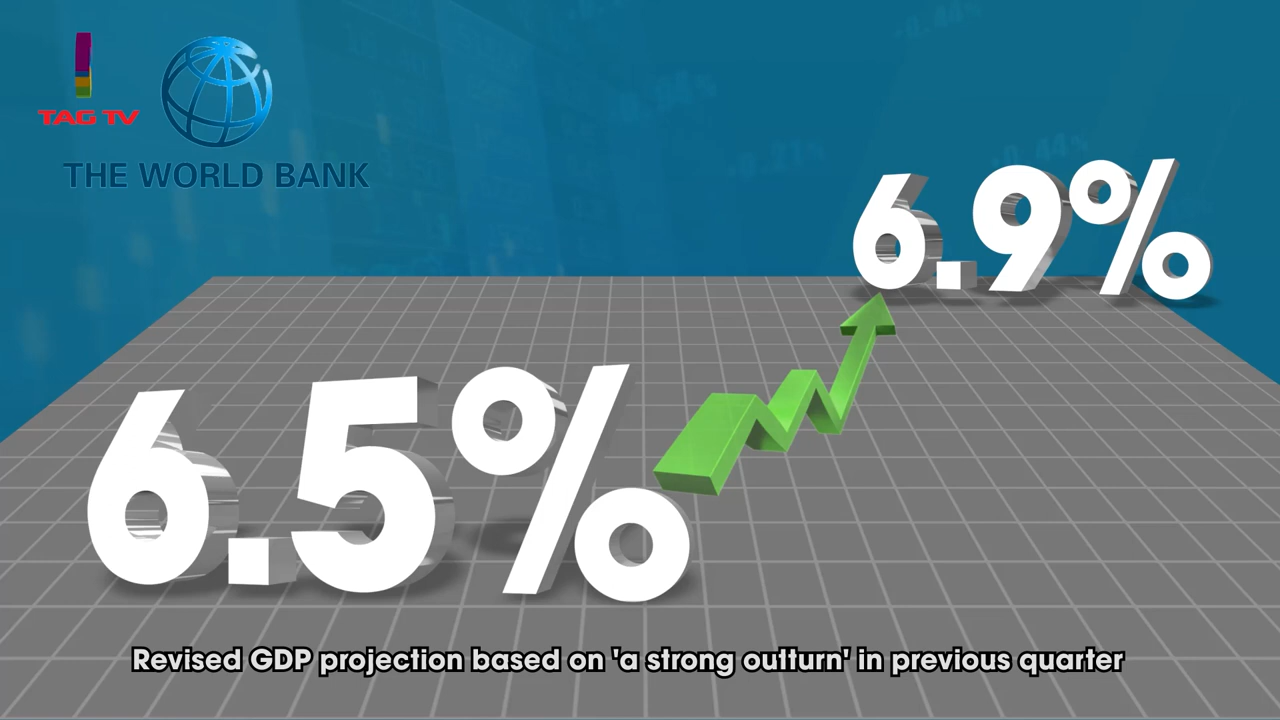 TAG TV
THE WORLD BANK
6.9%
6.5%
Revised GDP projection based on 'a strong outturn' in previous quarter